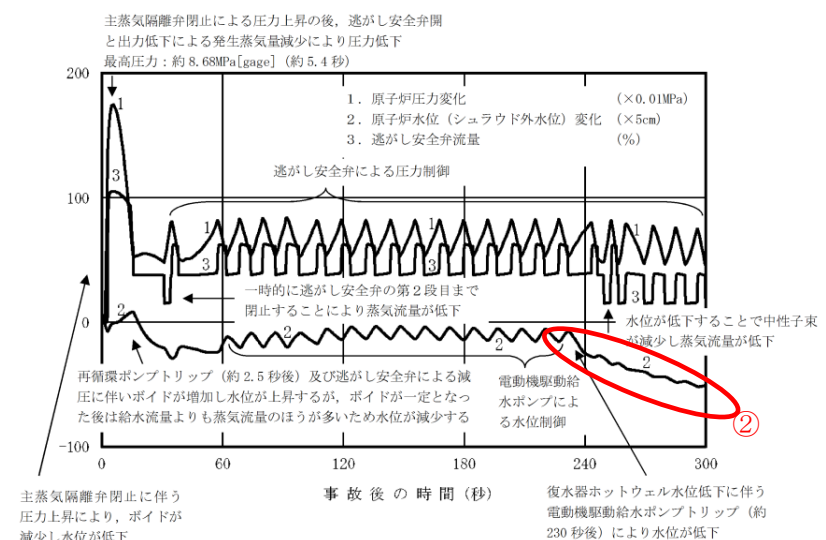 主蒸気隔離弁閉止による圧力上昇の後，逃がし安全弁開
と出力低下による発生蒸気量減少により圧力低下
最高圧力：約 8.68MPa[gage]（約 5.4 秒）
200
1．原子炉圧力変化 （×0.01MPa）
2．原子炉水位（シュラウド外水位）変化 （×5cm）
3．逃がし安全弁流量 （%）
1
3
逃がし安全弁による圧力制御
100
1
1
1
3
3
一時的に逃がし安全弁の第２段目まで
閉止することにより蒸気流量が低下
水位が低下することで中性子束
が減少し蒸気流量が低下
2
0
2
2
2
再循環ポンプトリップ（約 2.5 秒後）及び逃がし安全弁による減
圧に伴いボイドが増加し水位が上昇するが，ボイドが一定となっ
た後は給水流量よりも蒸気流量のほうが多いため水位が減少する
電動機駆動給
水ポンプによ
る水位制御
②
-100
0
60
120
180
240
300
事 故 後 の 時 間（秒）
主蒸気隔離弁閉止に伴う
圧力上昇により，ボイドが
減少し水位が低下
復水器ホットウェル水位低下に伴う
電動機駆動給水ポンプトリップ（約
230 秒後）により水位が低下